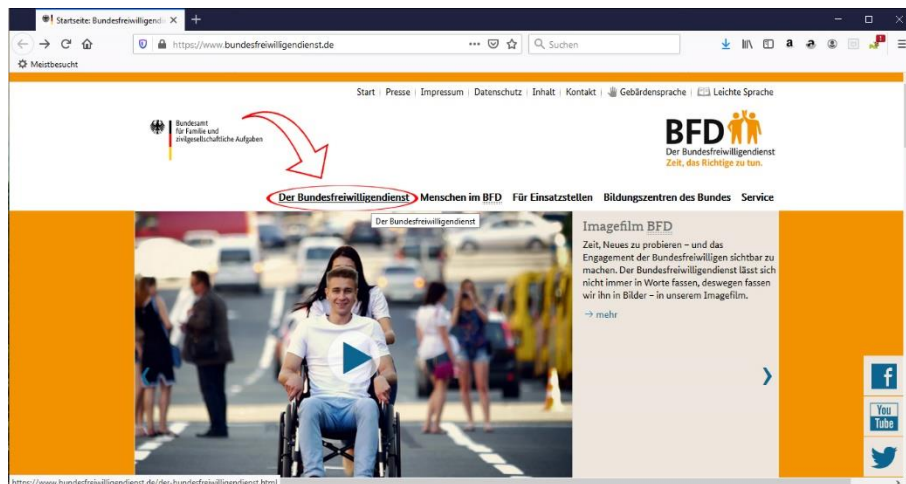 Startseite: Bundesfreiwilligendi
https://www.bundesfreiwilligendienst.de
Suchen
Meistbesucht
Start | Presse | Impressum | Datenschutz | Inhalt | Kontakt | Gebärdensprache | Leichte Sprache
Bundesamt
für Familie und
zivilgesellschaftliche Aufgaben
BFD
Der Bundesfreiwilligendienst
Zeit, das Richtige zu tun.
Der Bundesfreiwilligendienst Menschen im BFD Für Einsatzstellen Bildungszentren des Bundes Service
Der Bundesfreiwilligendienst
Imagefilm BFD
Zeit, Neues zu probieren – und das
Engagement der Bundesfreiwilligen sichtbar zu
machen. Der Bundesfreiwilligendienst lässt sich
nicht immer in Worte fassen, deswegen fassen
wir ihn in Bilder – in unserem Imagefilm.
→ mehr
You
Tube
https://www.bundesfreiwilligendienst.de/der-bundesfreiwilligendienst.html